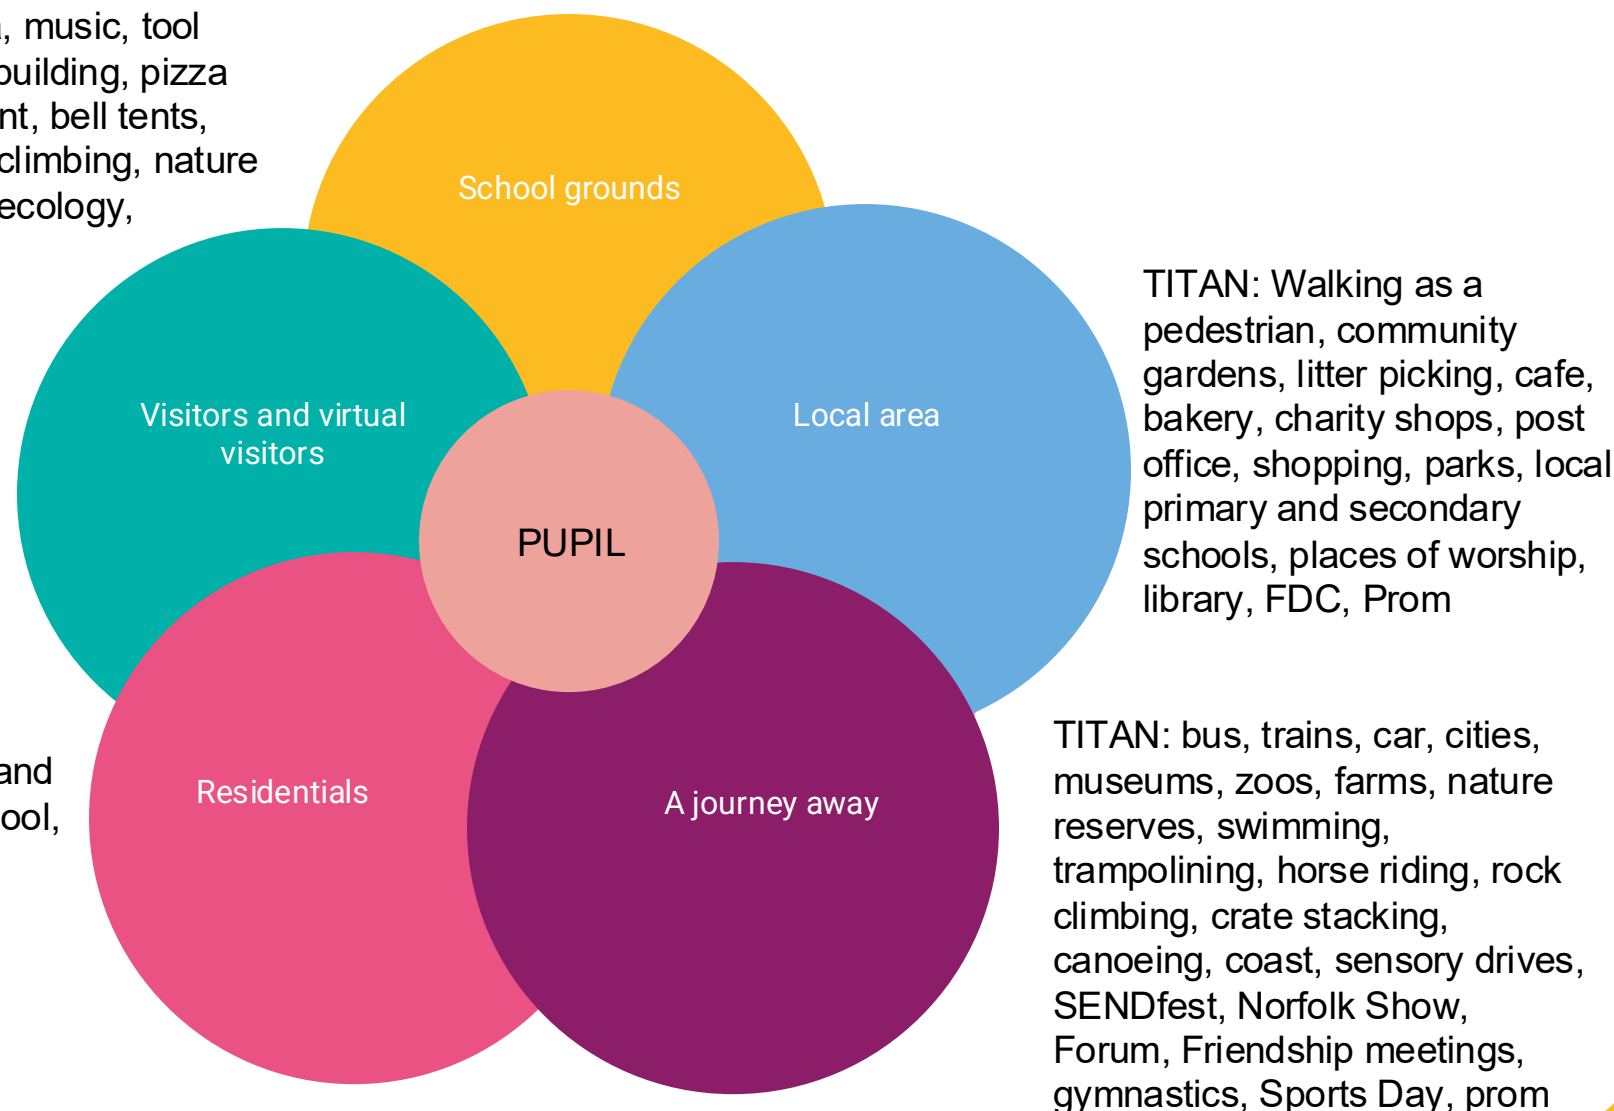 , music, tool
building, pizza
nt, bell tents,
climbing, nature
ecology,
School grounds
Visitors and virtual
visitors
Local area
PUPIL
TITAN: Walking as a
pedestrian, community
gardens, litter picking, cafe,
bakery, charity shops, post
office, shopping, parks, local
primary and secondary
schools, places of worship,
library, FDC, Prom
and
ool,
Residentials
A journey away
TITAN: bus, trains, car, cities,
museums, zoos, farms, nature
reserves, swimming,
trampolining, horse riding, rock
climbing, crate stacking,
canoeing, coast, sensory drives,
SENDfest, Norfolk Show,
Forum, Friendship meetings,
gymnastics, Sports Day, prom